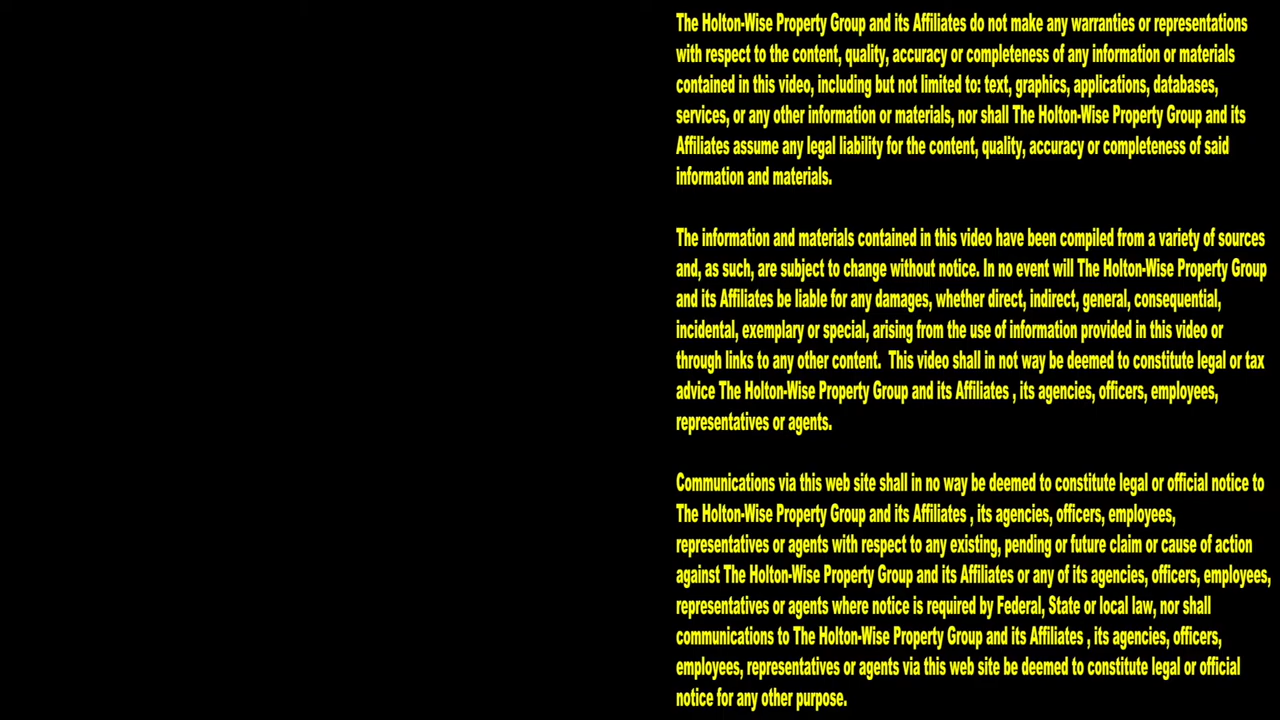 The Holton-Wise Property Group and its Affiliates do not make any warranties or representations
with respect to the content, quality, accuracy or completeness of any information or materials
contained in this video, including but not limited to: text, graphics, applications, databases,
services, or any other information or materials, nor shall The Holton-Wise Property Group and its
Affiliates assume any legal liability for the content, quality, accuracy or completeness of said
information and materials.
The information and materials contained in this video have been compiled from a variety of sources
and, as such, are subject to change without notice. In no event will The Holton-Wise Property Group
and its Affiliates be liable for any damages, whether direct, indirect, general, consequential,
incidental, exemplary or special, arising from the use of information provided in this video or
through links to any other content.  This video shall in not way be deemed to constitute legal or tax
advice The Holton-Wise Property Group and its Affiliates , its agencies, officers, employees,
representatives or agents.
Communications via this web site shall in no way be deemed to constitute legal or official notice to
The Holton-Wise Property Group and its Affiliates , its agencies, officers, employees,
representatives or agents with respect to any existing, pending or future claim or cause of action
against The Holton-Wise Property Group and its Affiliates or any of its agencies, officers, employees,
representatives or agents where notice is required by Federal, State or local law, nor shall
communications to The Holton-Wise Property Group and its Affiliates , its agencies, officers,
employees, representatives or agents via this web site be deemed to constitute legal or official
notice for any other purpose.